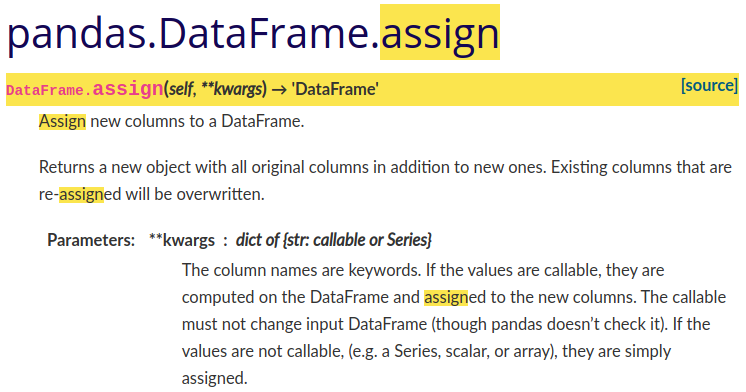 pandas.DataFrame.assign
DataFrame.assign(self, **kwargs) → 'DataFrame' [source]
Assign new columns to a DataFrame.
Returns a new object with all original columns in addition to new ones. Existing columns that are
re-assigned will be overwritten.
Parameters: **kwargs : dict of {str: callable or Series}
The column names are keywords. If the values are callable, they are
computed on the DataFrame and assigned to the new columns. The callable
must not change input DataFrame (though pandas doesn’t check it). If the
values are not callable, (e.g. a Series, scalar, or array), they are simply
assigned.